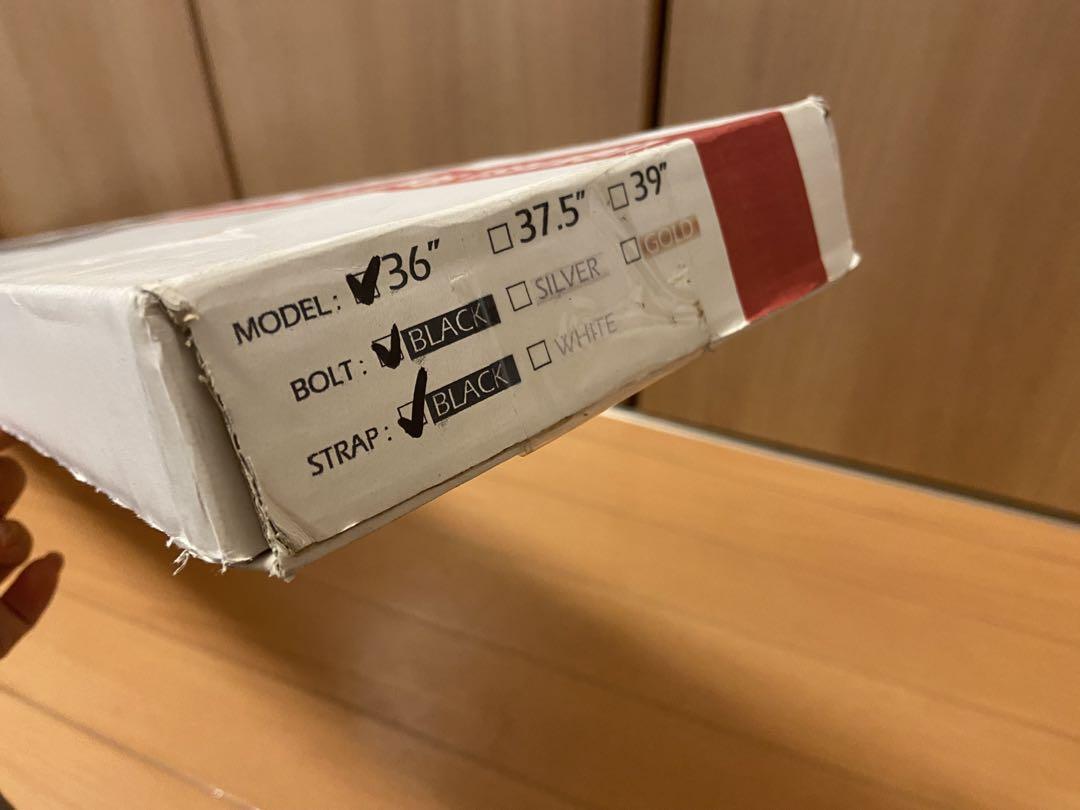 MODEL: ☑36" ☐37.5" ☐39"
BOLT: ☑BLACK ☐SILVER ☐GOLD
STRAP: ☑BLACK ☐WHITE